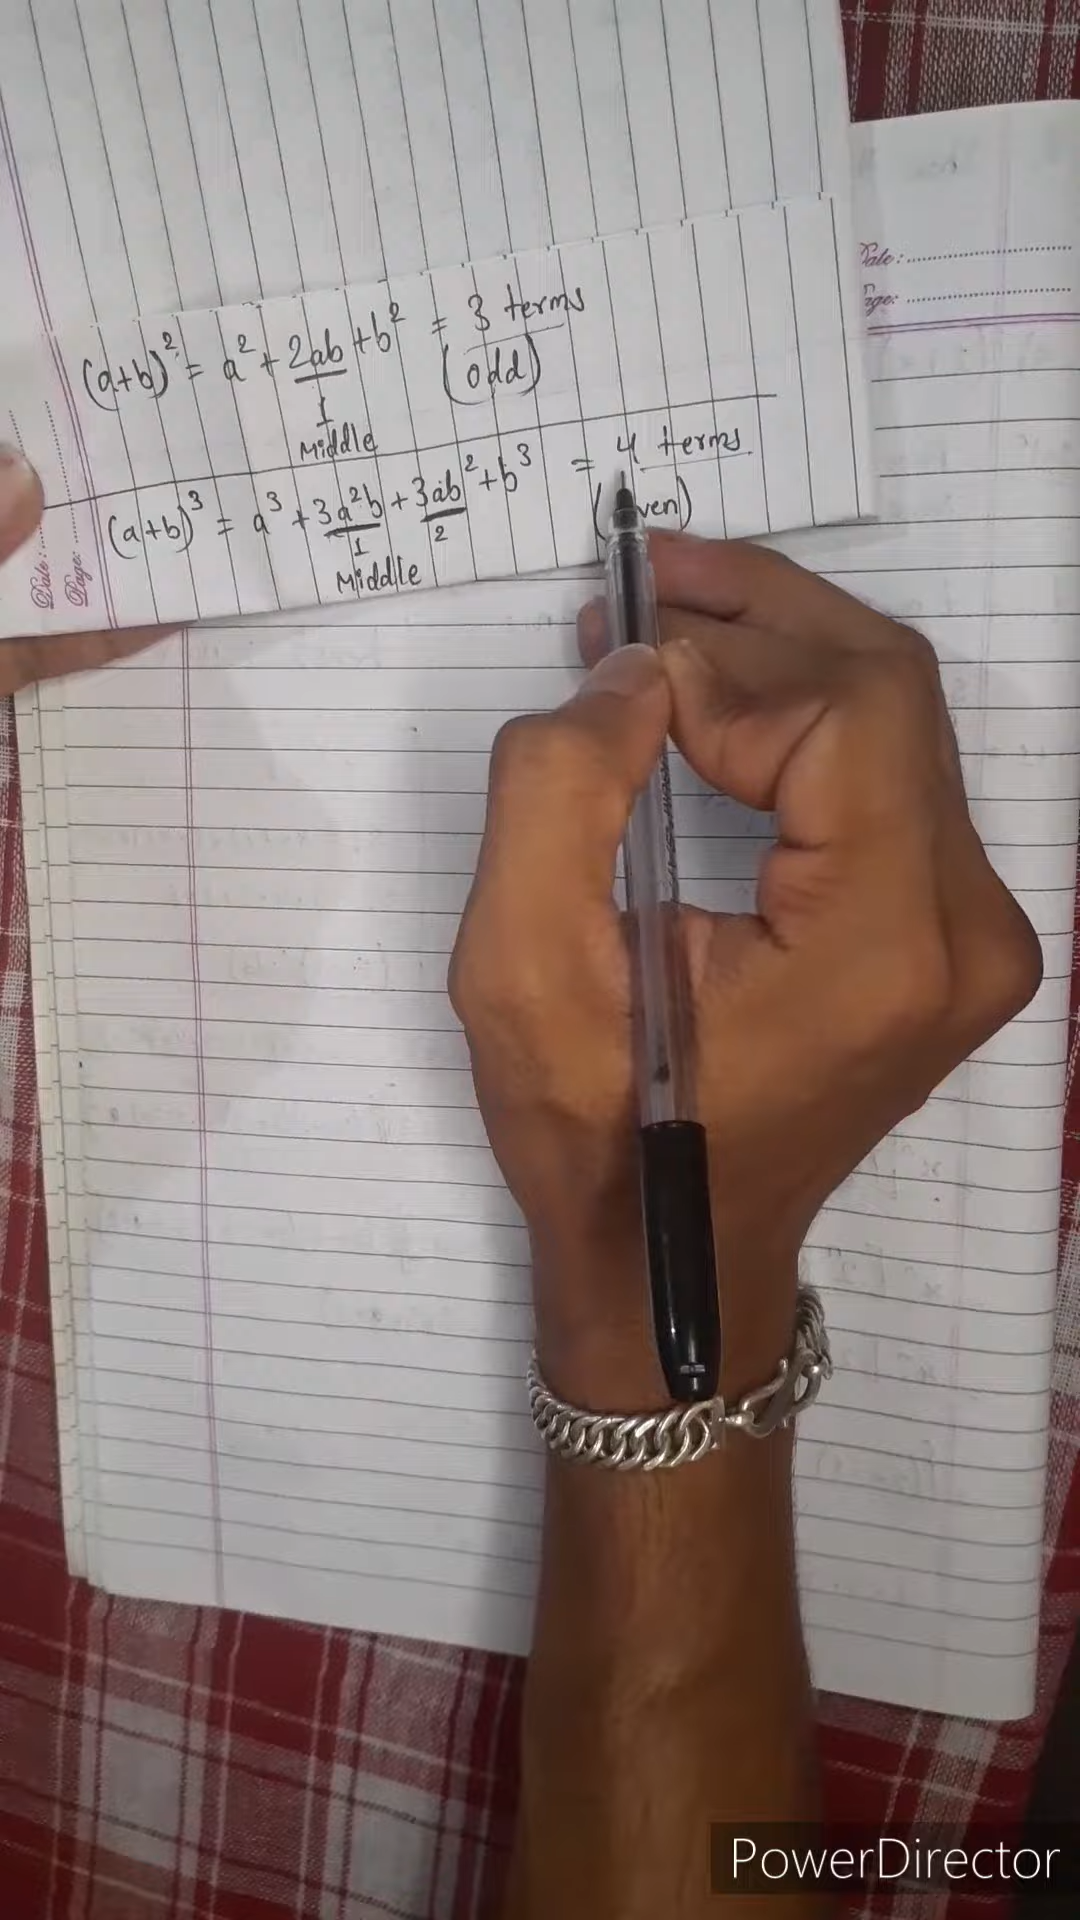 (a+b)² = a² + 2ab + b² = 3 terms
(odd)
1
Middle
(a+b)³ = a³ + 3a²b + 3ab² + b³ = 4 terms
1 2
Middle
Date:
Page:
Date:
PowerDirector